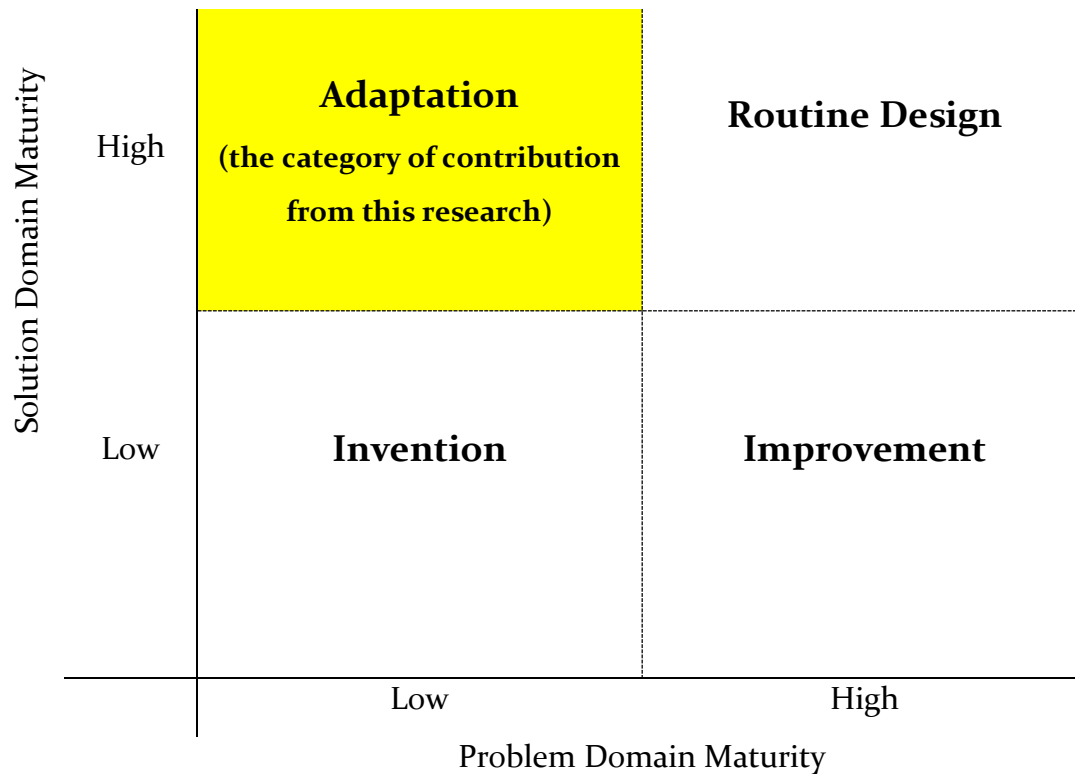 Solution Domain Maturity
High
Adaptation
(the category of contribution
from this research)
Routine Design
Low
Invention
Improvement
Low
High
Problem Domain Maturity